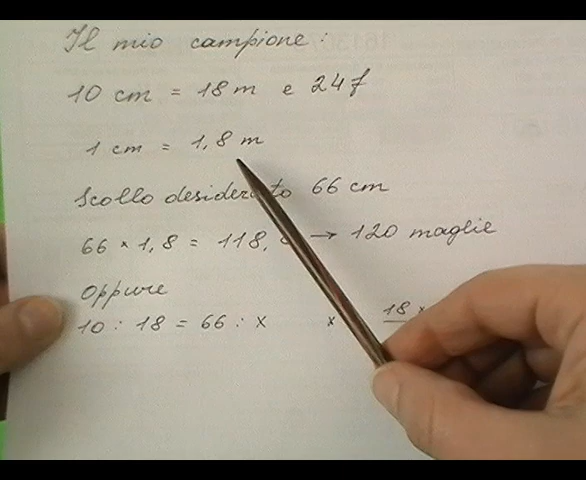 Il mio campione:
10 cm = 18 m e 24 f
1 cm = 1,8 m
Scollo desiderato 66 cm
66 x 1,8 = 118, → 120 maglie
oppure
10 : 18 = 66 : x x 18 x